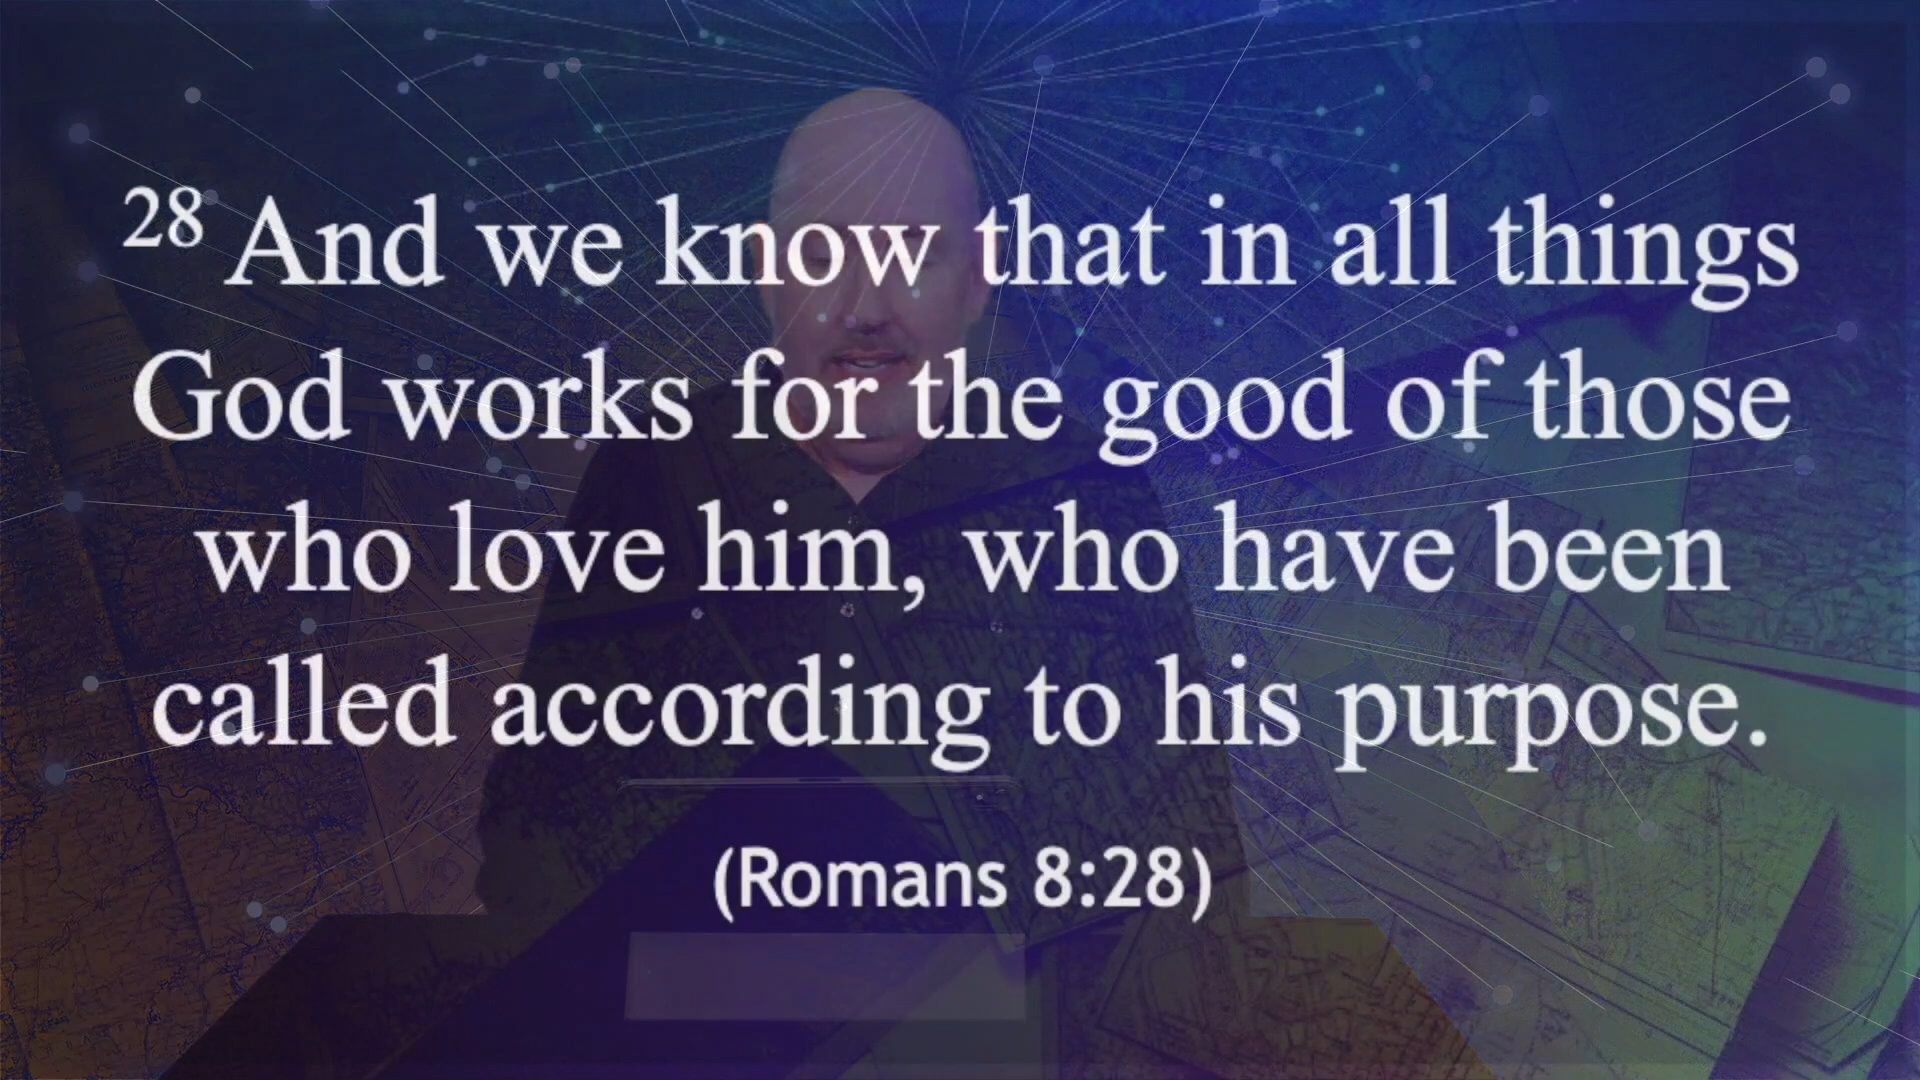 28 And we know that in all things
God works for the good of those
who love him, who have been
called according to his purpose.
(Romans 8:28)